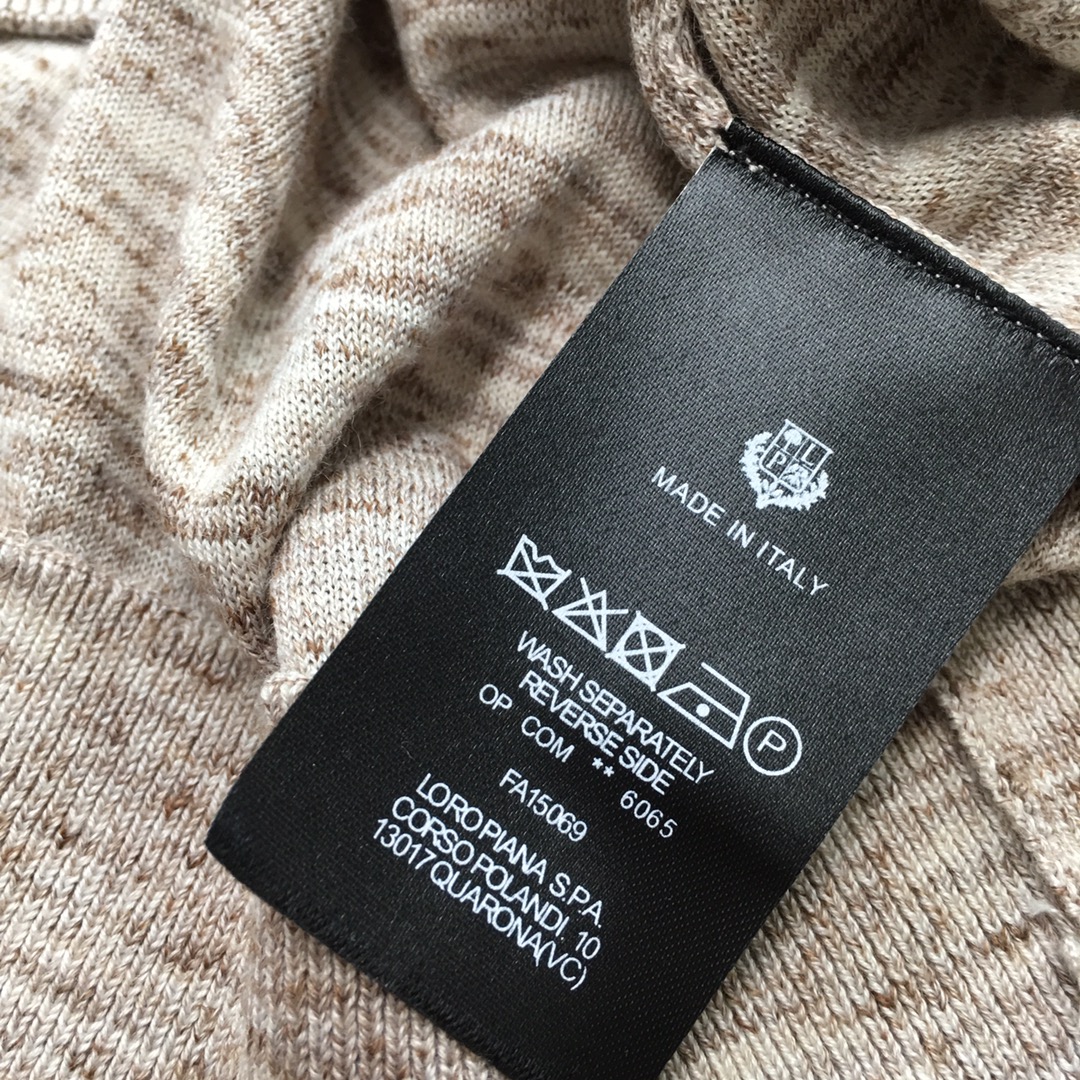 L
P
MADE IN ITALY
P
WASH SEPARATELY
REVERSE SIDE
OP COM ** 6065
FA15069
LORO PIANA S.P.A.
CORSO POLANDI, 10
13017 QUARONA(VC)